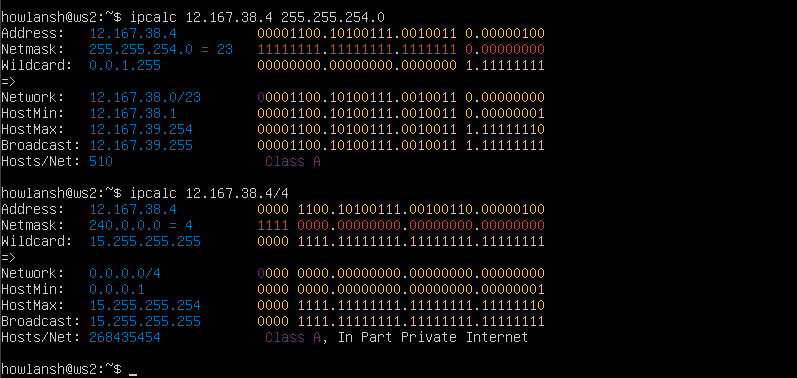 howlansh@ws2:~$ ipcalc 12.167.38.4 255.255.254.0
Address:   12.167.38.4          00001100.10100111.0010011 0.00000100
Netmask:   255.255.254.0 = 23   11111111.11111111.1111111 0.00000000
Wildcard:  0.0.1.255            00000000.00000000.0000000 1.11111111
=>
Network:   12.167.38.0/23       00001100.10100111.0010011 0.00000000
HostMin:   12.167.38.1          00001100.10100111.0010011 0.00000001
HostMax:   12.167.39.254        00001100.10100111.0010011 1.11111110
Broadcast: 12.167.39.255        00001100.10100111.0010011 1.11111111
Hosts/Net: 510                   Class A
howlansh@ws2:~$ ipcalc 12.167.38.4/4
Address:   12.167.38.4          0000 1100.10100111.00100110.00000100
Netmask:   240.0.0.0 = 4        1111 0000.00000000.00000000.00000000
Wildcard:  15.255.255.255       0000 1111.11111111.11111111.11111111
=>
Network:   0.0.0.0/4            0000 0000.00000000.00000000.00000000
HostMin:   0.0.0.1              0000 0000.00000000.00000000.00000001
HostMax:   15.255.255.254       0000 1111.11111111.11111111.11111110
Broadcast: 15.255.255.255       0000 1111.11111111.11111111.11111111
Hosts/Net: 268435454             Class A, In Part Private Internet
howlansh@ws2:~$ _